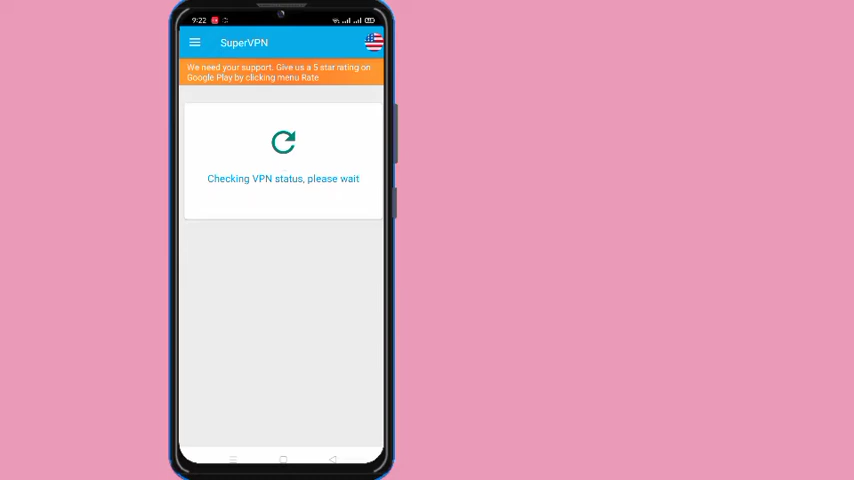 9:22
SuperVPN
We need your support. Give us a 5 star rating on
Google Play by clicking menu Rate
Checking VPN status, please wait